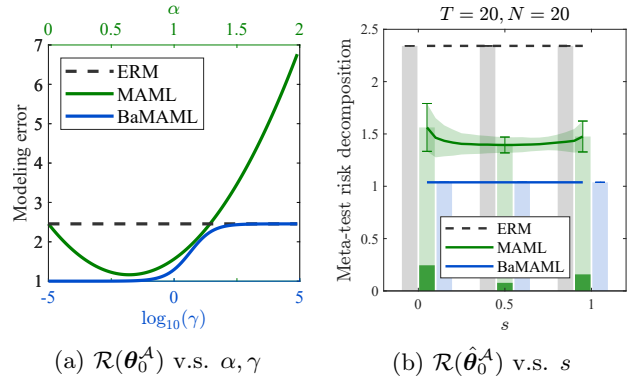 α
0 0.5 1 1.5 2
7
6
5
4
3
2
1
Modeling error
ERM
MAML
BaMAML
-5 0 5
log₁₀(γ)
(a) ℛ(𝜽₀^𝒜) v.s. α, γ
T = 20, N = 20
2.5
2
1.5
1
0.5
0
Meta-test risk decomposition
ERM
MAML
BaMAML
0 0.5 1
s
(b) ℛ(𝜽̂₀^𝒜) v.s. s